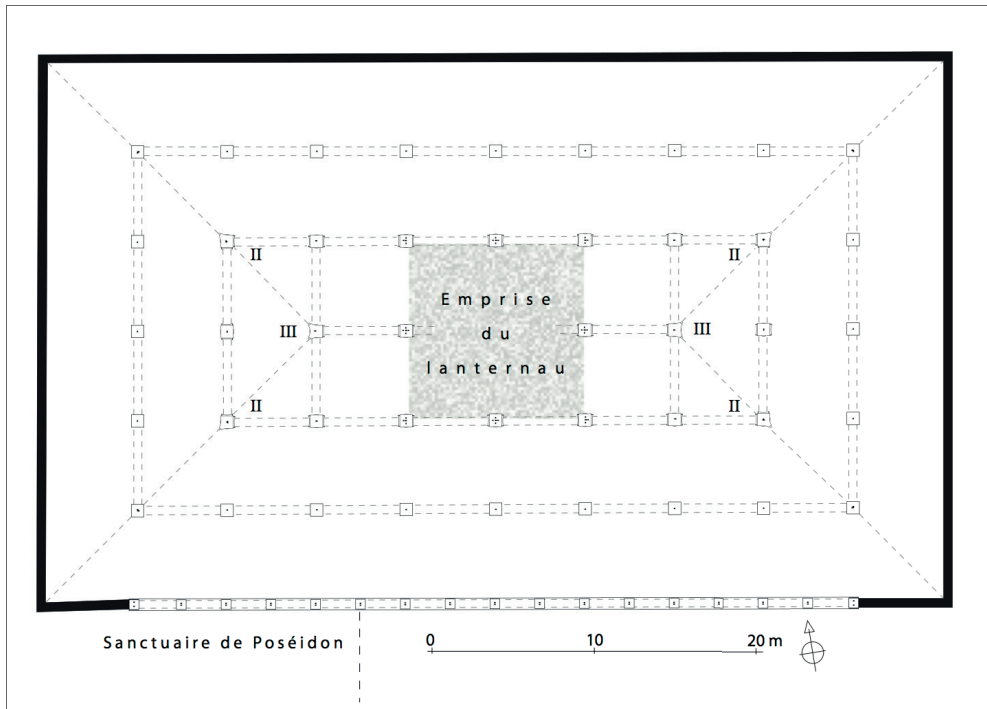 II II
Emprise
III du III
lanternau
II II
Sanctuaire de Poséidon 0 10 20 m